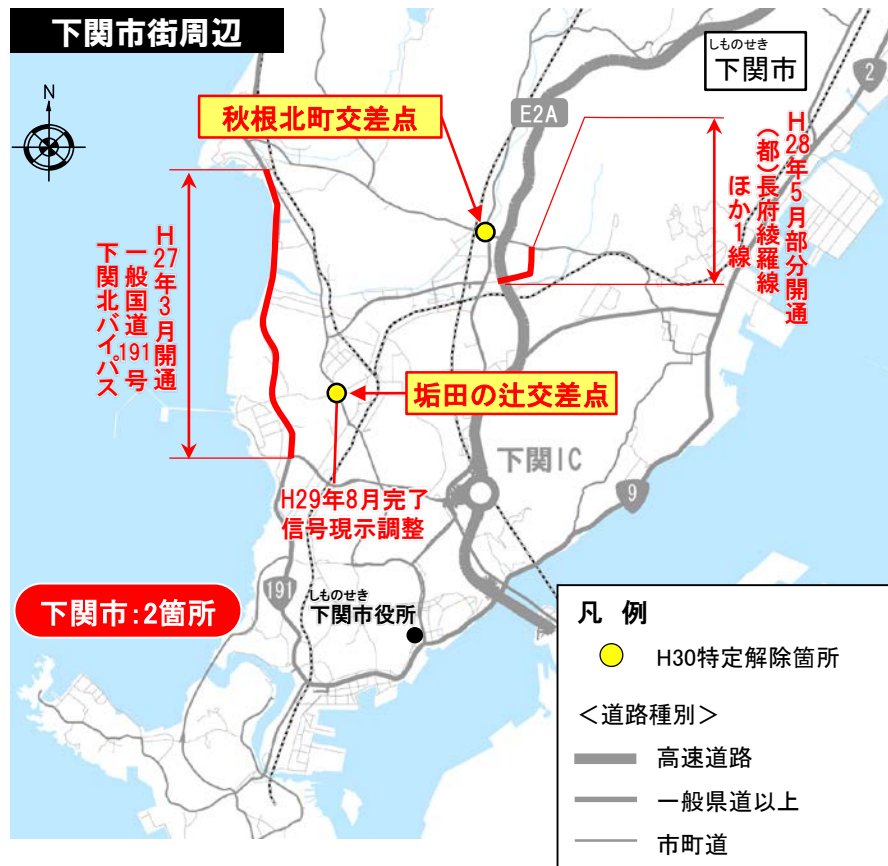 下関市街周辺
N
しものせき
下関市
2
E2A
秋根北町交差点
H28年5月部分開通
(都)長府綾羅線
ほか1線
H27年3月開通
一般国道191号
下関北バイパス
垢田の辻交差点
下関IC
9
H29年8月完了
信号現示調整
191
しものせき
下関市役所
下関市:2箇所
凡 例
H30特定解除箇所
<道路種別>
高速道路
一般県道以上
市町道